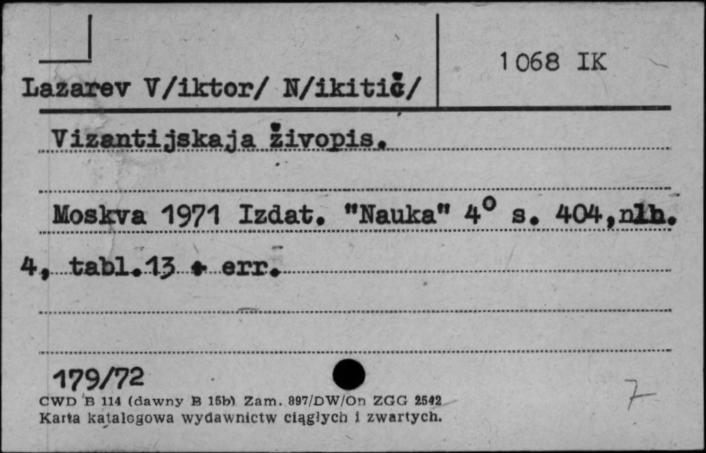 1068 IK
Lazarev V/iktor/ N/ikitič/
Vizantijskaja živopis.
Moskva 1971 Izdat. "Nauka" 4° s. 404,nlb.
4, tabl.13 + err.
179/72
CWD B 114 (dawny B 15b) Zam. 897/DW/On ZGG 2542
Karta katalogowa wydawnictw ciągłych i zwartych.
7